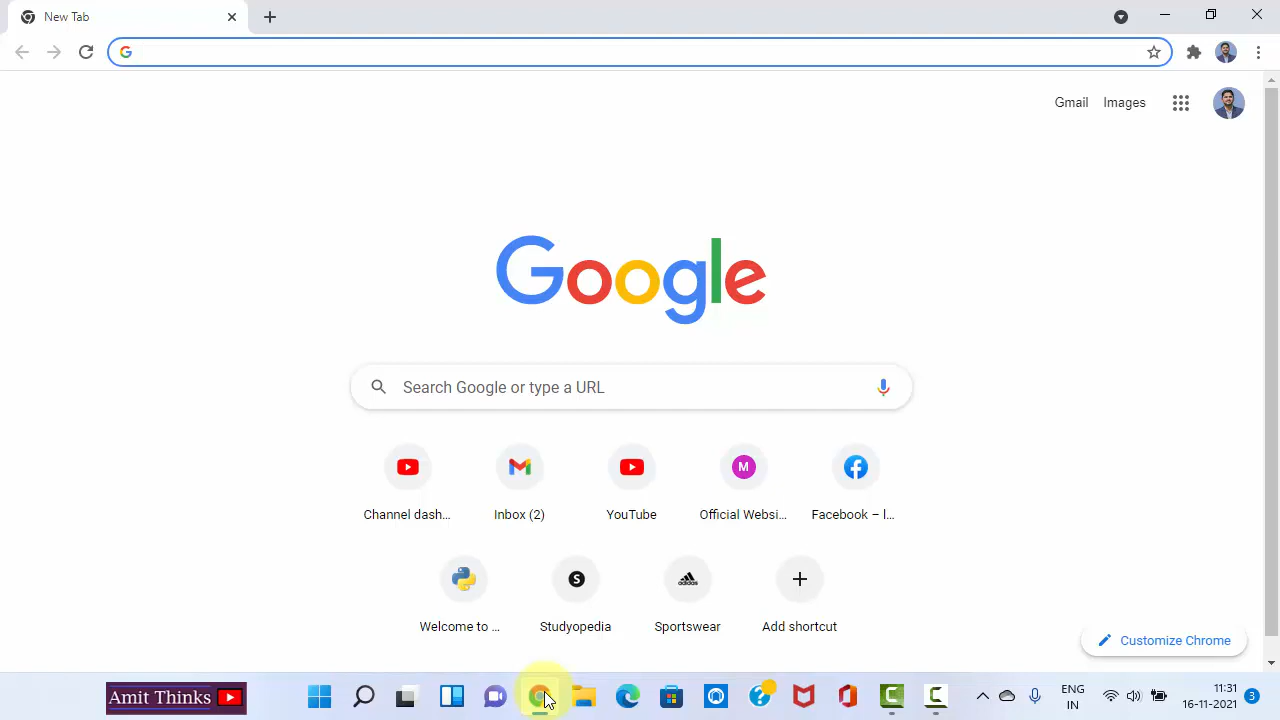 New Tab
Gmail Images
Google
Search Google or type a URL
M
Channel dash...
Inbox (2)
YouTube
Official Websi...
Facebook – l...
S
adidas
Welcome to ...
Studyopedia
Sportswear
Add shortcut
Customize Chrome
Amit Thinks
ENG
IN
11:31
16-11-2021
3